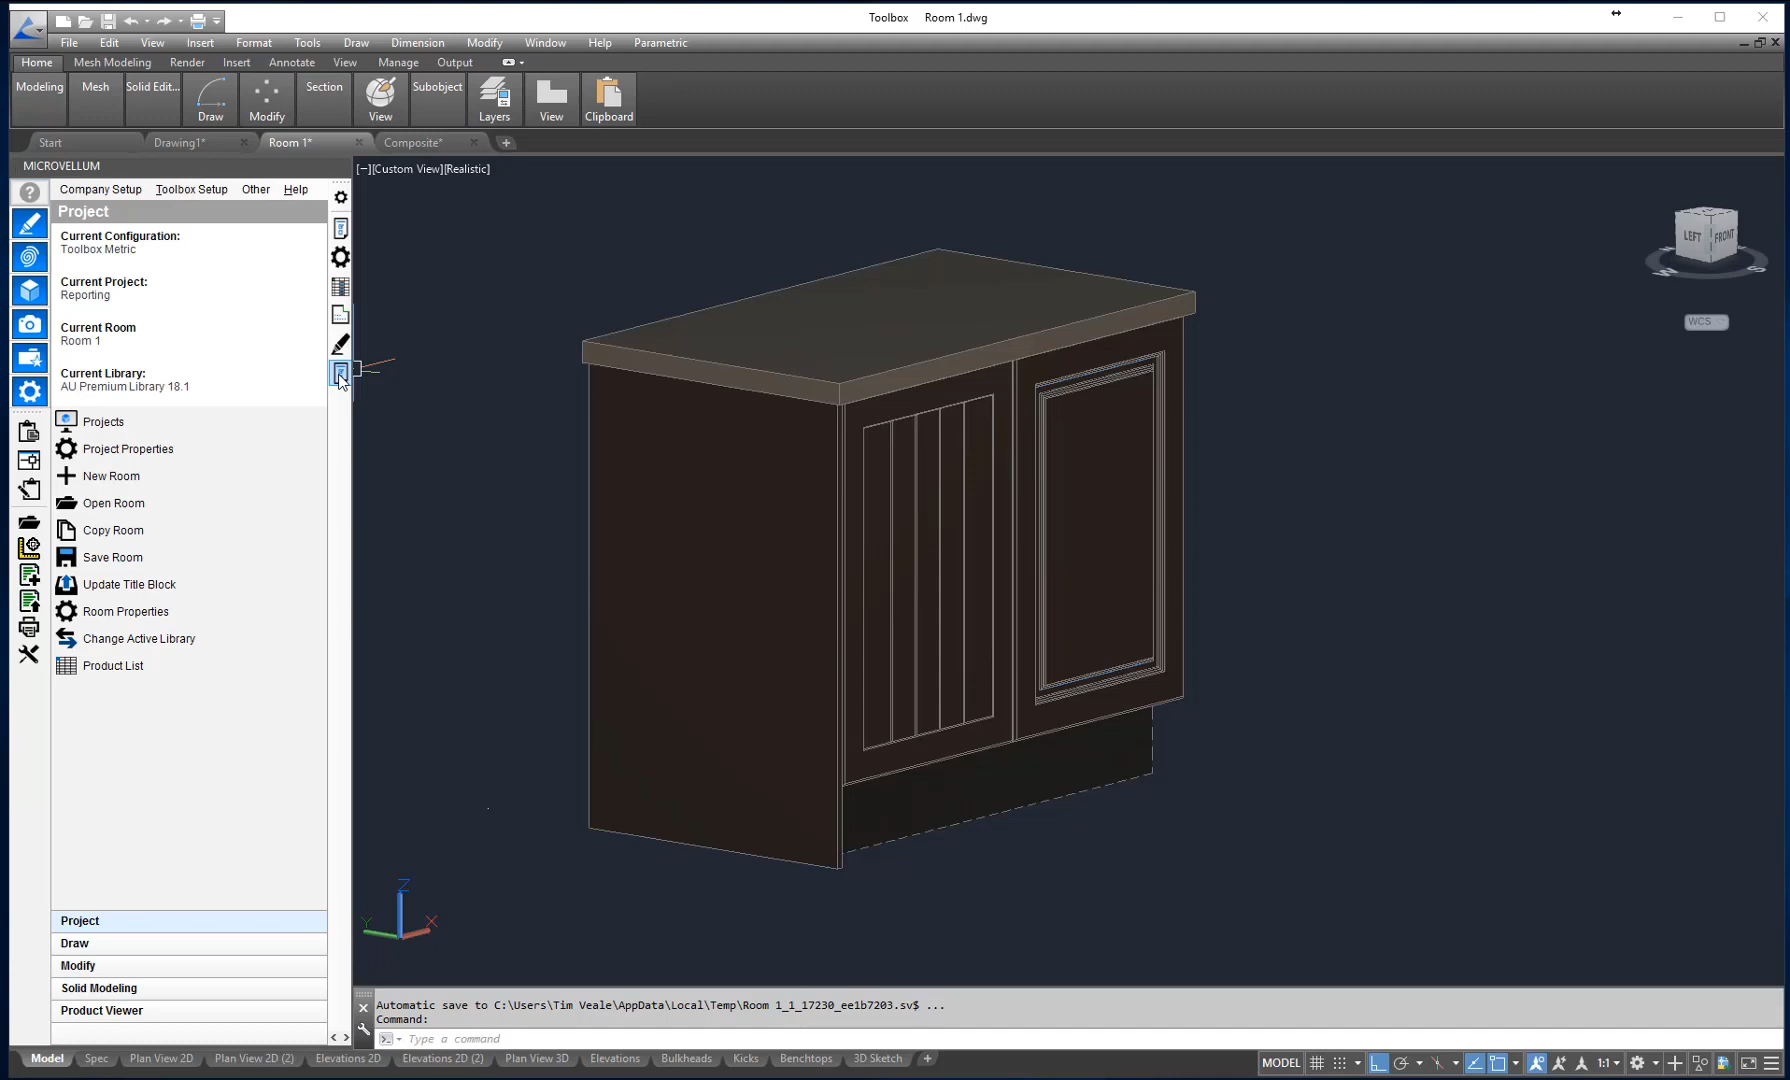 Toolbox Room 1.dwg
File Edit View Insert Format Tools Draw Dimension Modify Window Help Parametric
Home Mesh Modeling Render Insert Annotate View Manage Output
Modeling Mesh Solid Edit... Draw Modify Section View Subobject Layers View Clipboard
Start Drawing1* Room 1* Composite*
MICROVELLUM
Company Setup Toolbox Setup Other Help
Project
Current Configuration:
Toolbox Metric
Current Project:
Reporting
Current Room
Room 1
Current Library:
AU Premium Library 18.1
Projects
Project Properties
New Room
Open Room
Copy Room
Save Room
Update Title Block
Room Properties
Change Active Library
Product List
Project
Draw
Modify
Solid Modeling
Product Viewer
[−][Custom View][Realistic]
LEFT FRONT
W S
WCS
Z
Y X
Automatic save to C:\Users\Tim Veale\AppData\Local\Temp\Room 1_1_17230_ee1b7203.sv$ ...
Command:
Type a command
Model Spec Plan View 2D Plan View 2D (2) Elevations 2D Elevations 2D (2) Plan View 3D Elevations Bulkheads Kicks Benchtops 3D Sketch
MODEL 1:1